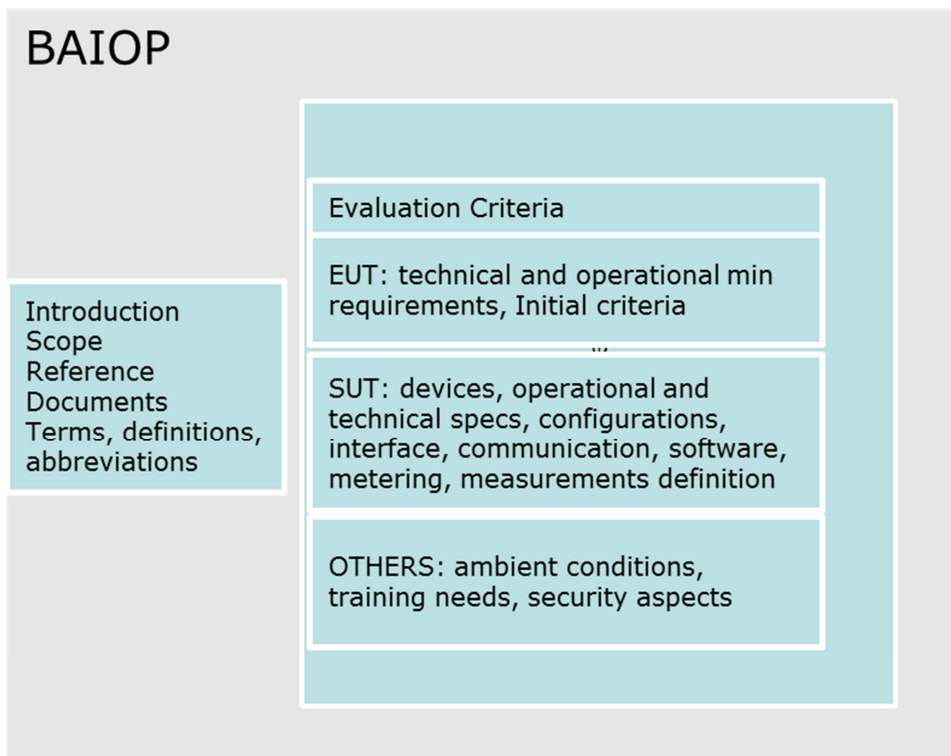 BAIOP
Introduction
Scope
Reference
Documents
Terms, definitions,
abbreviations
Evaluation Criteria
EUT: technical and operational min
requirements, Initial criteria
SUT: devices, operational and
technical specs, configurations,
interface, communication, software,
metering, measurements definition
OTHERS: ambient conditions,
training needs, security aspects